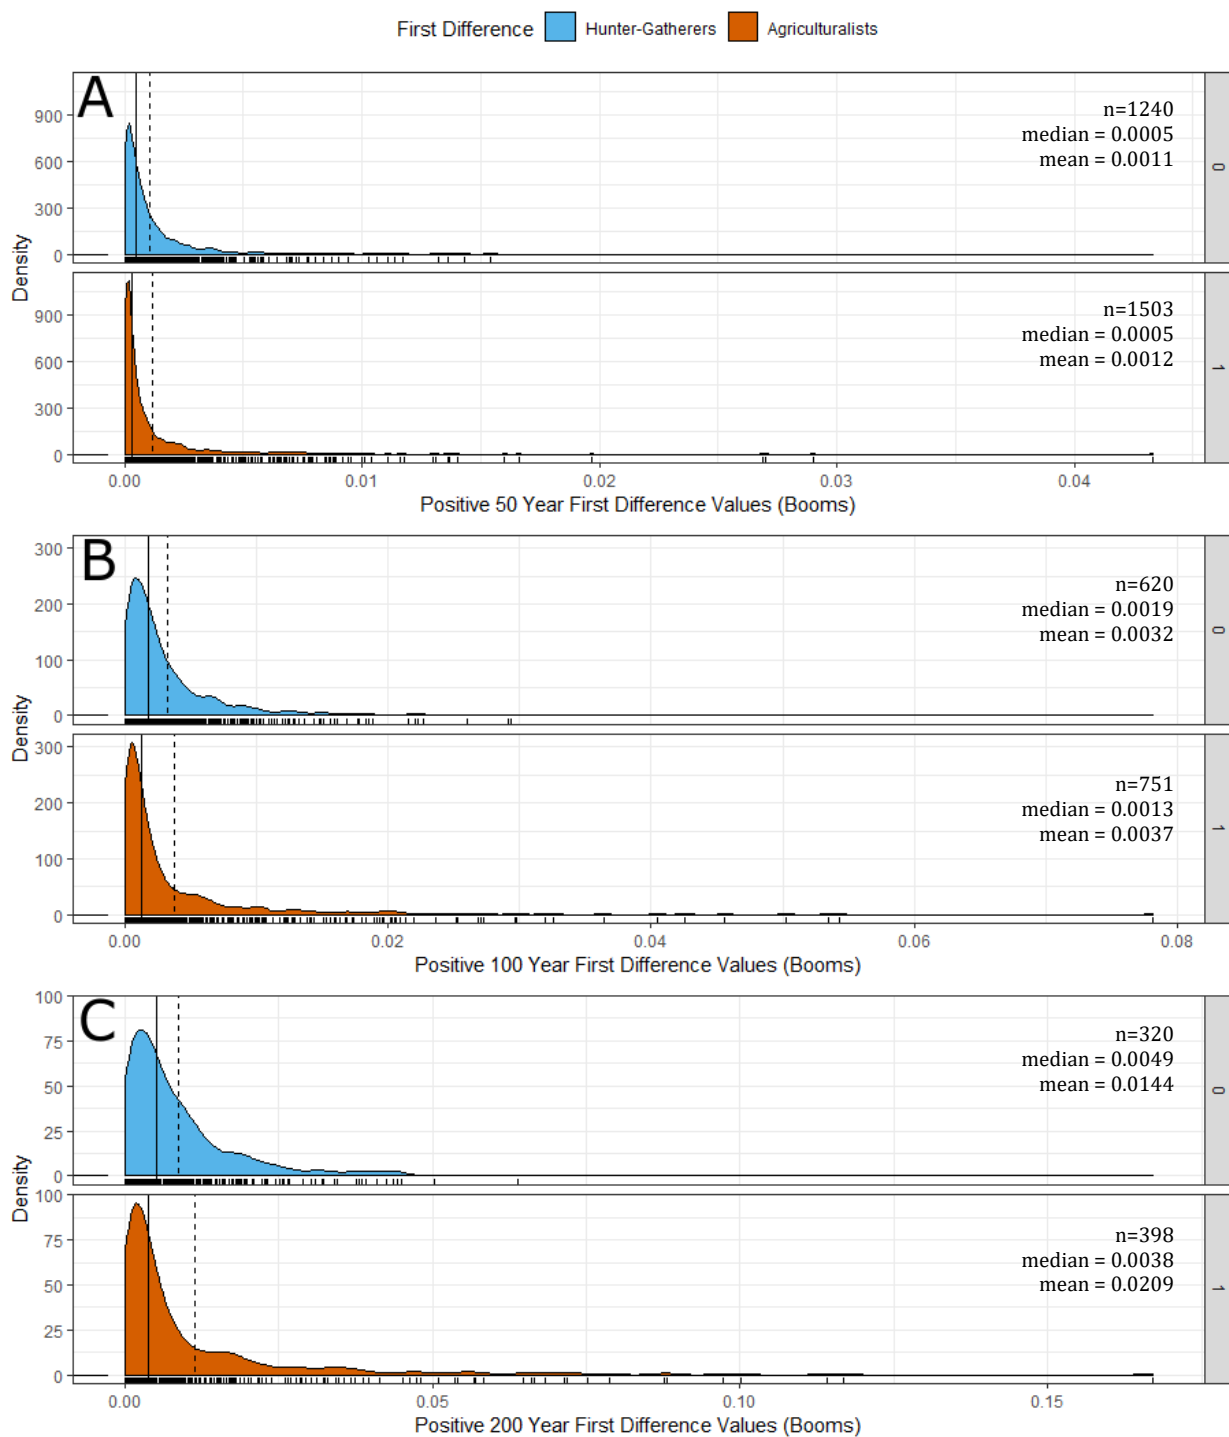 First Difference Hunter-Gatherers Agriculturalists
A
n=1240
median = 0.0005
mean = 0.0011
900
600
300
0
0
n=1503
median = 0.0005
mean = 0.0012
900
600
300
0
1
Density
0.00 0.01 0.02 0.03 0.04
Positive 50 Year First Difference Values (Booms)
B
n=620
median = 0.0019
mean = 0.0032
300
200
100
0
0
n=751
median = 0.0013
mean = 0.0037
300
200
100
0
1
Density
0.00 0.02 0.04 0.06 0.08
Positive 100 Year First Difference Values (Booms)
C
n=320
median = 0.0049
mean = 0.0144
100
75
50
25
0
0
n=398
median = 0.0038
mean = 0.0209
100
75
50
25
0
1
Density
0.00 0.05 0.10 0.15
Positive 200 Year First Difference Values (Booms)